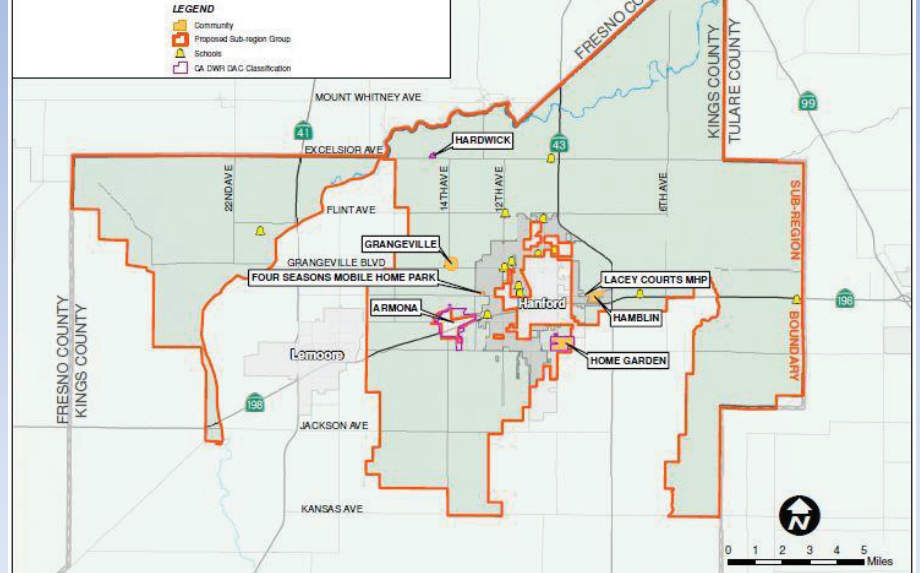 LEGEND
Community
Proposed Sub-region Group
Schools
CA DWR DAC Classification
FRESNO CO
KINGS COUNTY
TULARE COUNTY
99
MOUNT WHITNEY AVE
41
43
HARDWICK
EXCELSIOR AVE
22ND AVE
14TH AVE
12TH AVE
6TH AVE
FLINT AVE
SUB-REGION
BOUNDARY
GRANGEVILLE
GRANGEVILLE BLVD
FOUR SEASONS MOBILE HOME PARK
LACEY COURTS MHP
198
Hanford
ARMONA
HAMBLIN
Lemoore
HOME GARDEN
FRESNO COUNTY
KINGS COUNTY
198
JACKSON AVE
KANSAS AVE
N
0 1 2 3 4 5
Miles